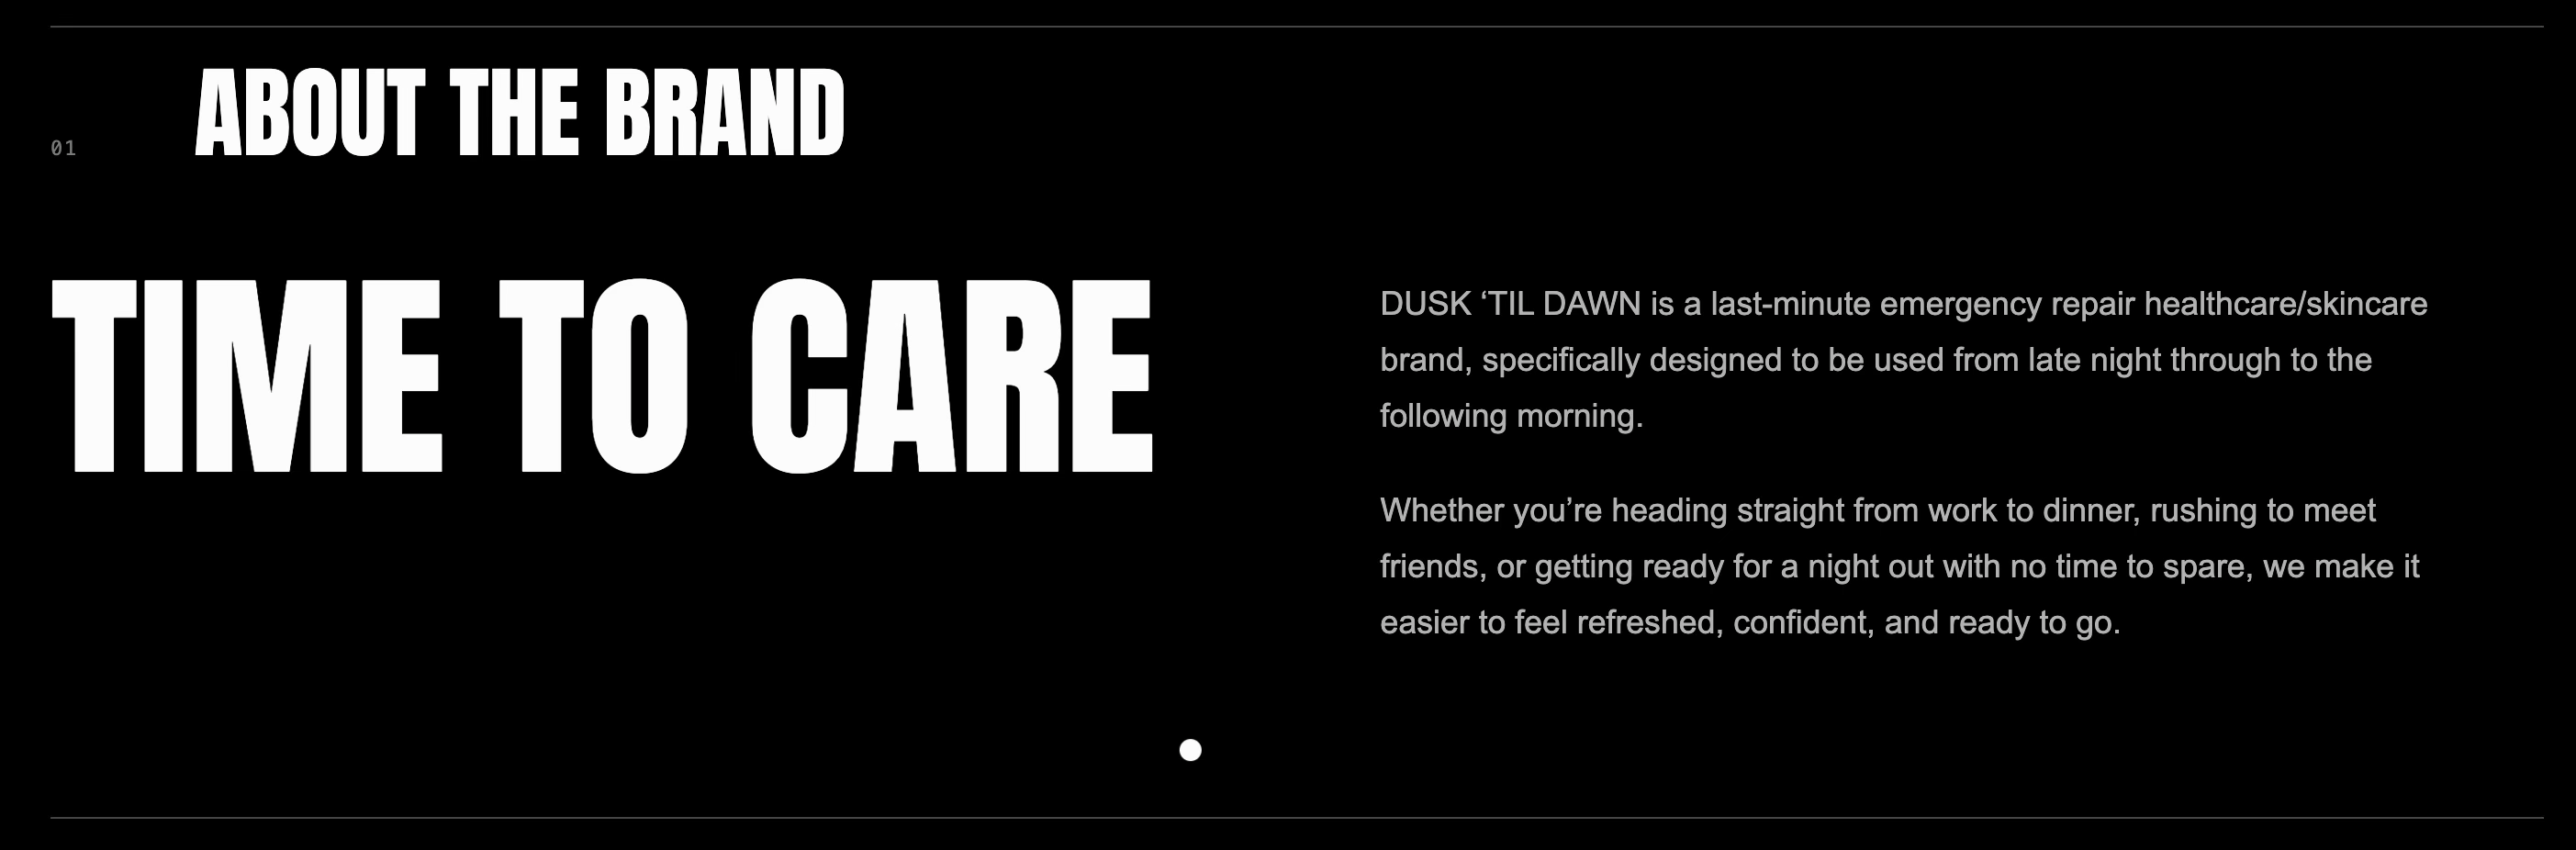 01 ABOUT THE BRAND
TIME TO CARE
DUSK ‘TIL DAWN is a last-minute emergency repair healthcare/skincare
brand, specifically designed to be used from late night through to the
following morning.
Whether you’re heading straight from work to dinner, rushing to meet
friends, or getting ready for a night out with no time to spare, we make it
easier to feel refreshed, confident, and ready to go.